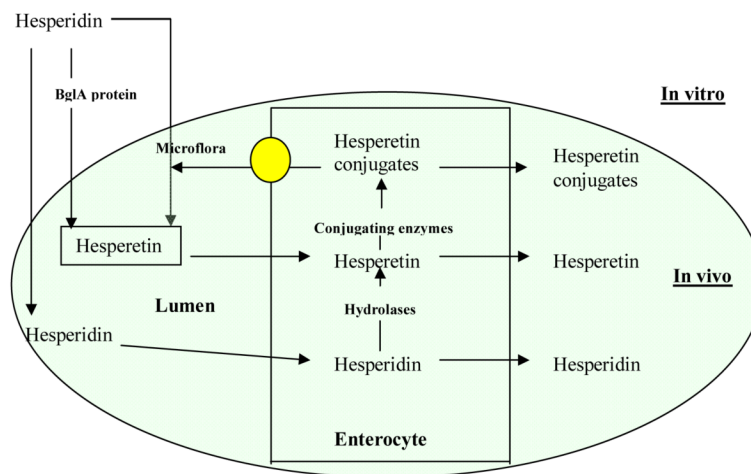 Hesperidin
BglA protein
In vitro
Microflora
Hesperetin
conjugates
Hesperetin
conjugates
Conjugating enzymes
Hesperetin
Hesperetin
Hesperetin
In vivo
Lumen
Hydrolases
Hesperidin
Hesperidin
Hesperidin
Enterocyte